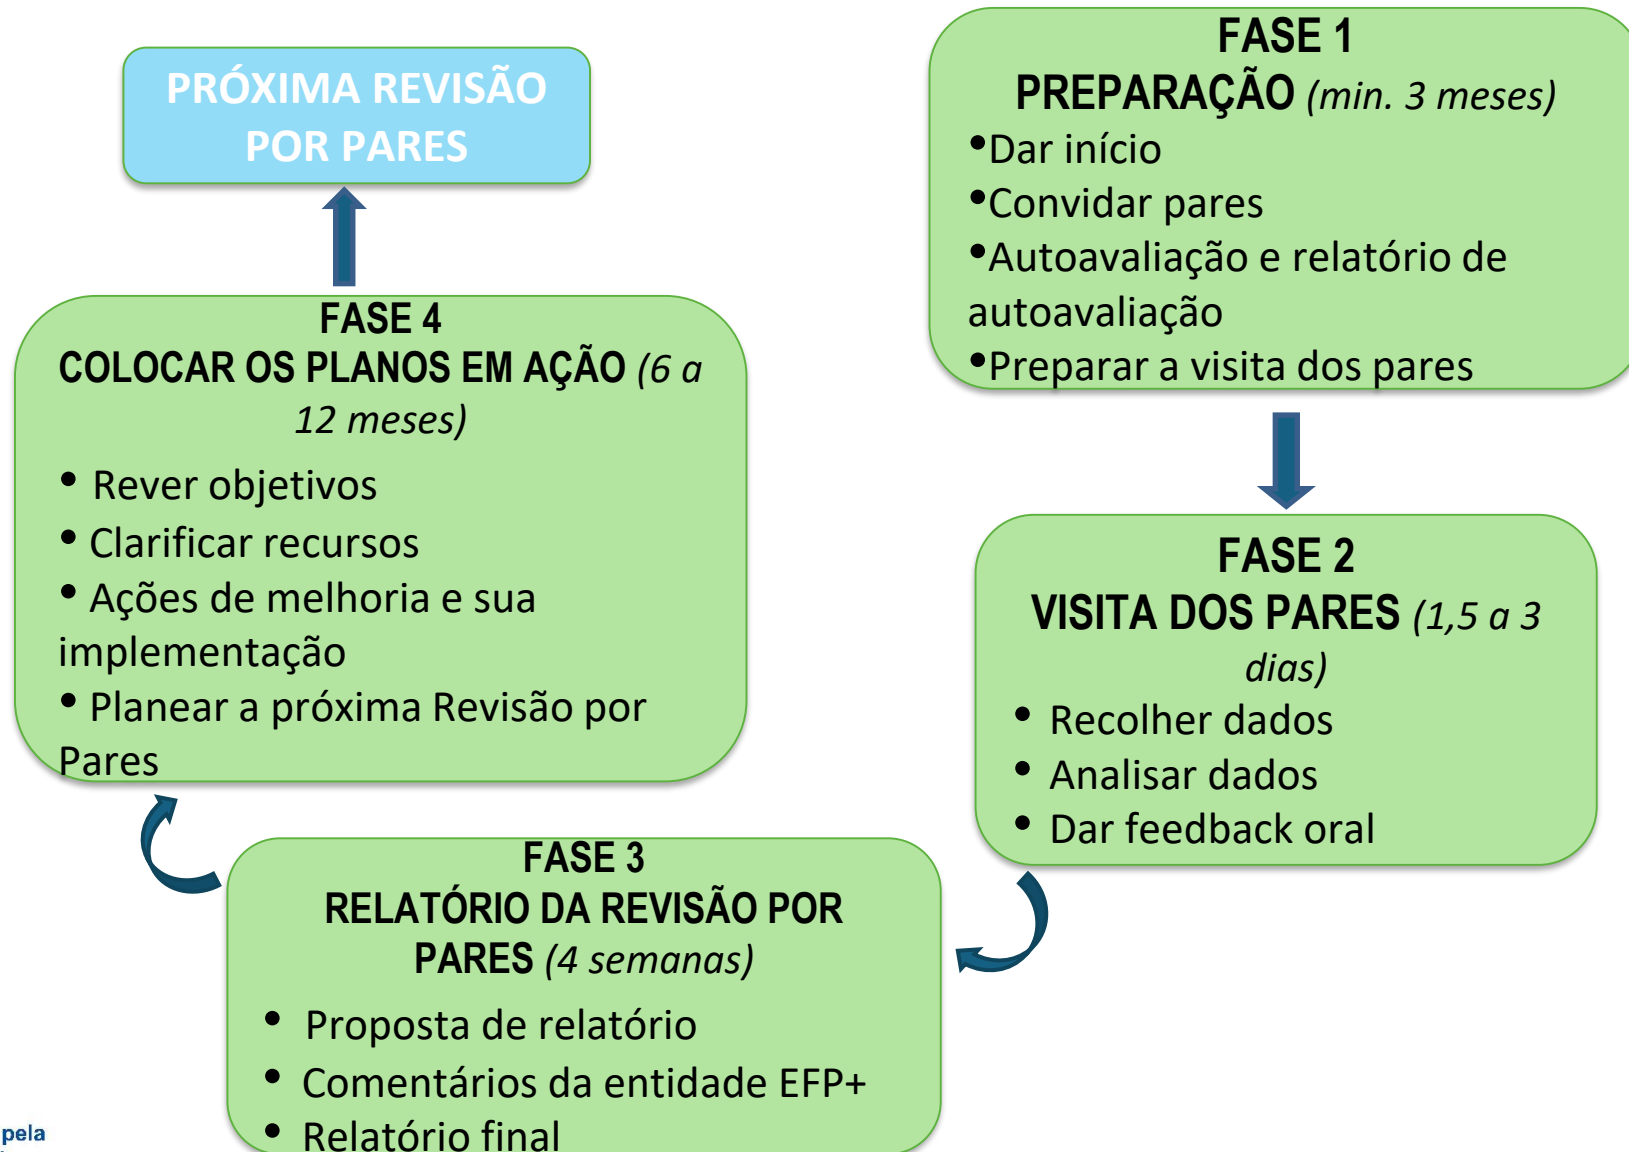 PRÓXIMA REVISÃO
POR PARES
FASE 1
PREPARAÇÃO (min. 3 meses)
•Dar início
•Convidar pares
•Autoavaliação e relatório de
autoavaliação
•Preparar a visita dos pares
FASE 2
VISITA DOS PARES (1,5 a 3
dias)
• Recolher dados
• Analisar dados
• Dar feedback oral
FASE 3
RELATÓRIO DA REVISÃO POR
PARES (4 semanas)
• Proposta de relatório
• Comentários da entidade EFP+
• Relatório final
FASE 4
COLOCAR OS PLANOS EM AÇÃO (6 a
12 meses)
• Rever objetivos
• Clarificar recursos
• Ações de melhoria e sua
implementação
• Planear a próxima Revisão por
Pares
pela